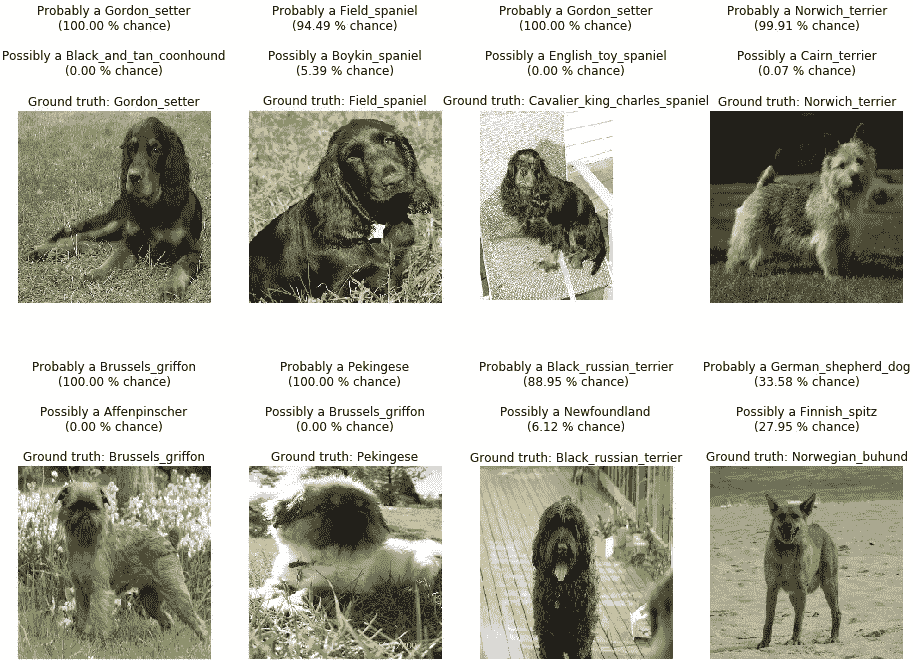 Probably a Gordon_setter
(100.00 % chance)
Possibly a Black_and_tan_coonhound
(0.00 % chance)
Ground truth: Gordon_setter
Probably a Field_spaniel
(94.49 % chance)
Possibly a Boykin_spaniel
(5.39 % chance)
Ground truth: Field_spaniel
Probably a Gordon_setter
(100.00 % chance)
Possibly a English_toy_spaniel
(0.00 % chance)
Ground truth: Cavalier_king_charles_spaniel
Probably a Norwich_terrier
(99.91 % chance)
Possibly a Cairn_terrier
(0.07 % chance)
Ground truth: Norwich_terrier
Probably a Brussels_griffon
(100.00 % chance)
Possibly a Affenpinscher
(0.00 % chance)
Ground truth: Brussels_griffon
Probably a Pekingese
(100.00 % chance)
Possibly a Brussels_griffon
(0.00 % chance)
Ground truth: Pekingese
Probably a Black_russian_terrier
(88.95 % chance)
Possibly a Newfoundland
(6.12 % chance)
Ground truth: Black_russian_terrier
Probably a German_shepherd_dog
(33.58 % chance)
Possibly a Finnish_spitz
(27.95 % chance)
Ground truth: Norwegian_buhund